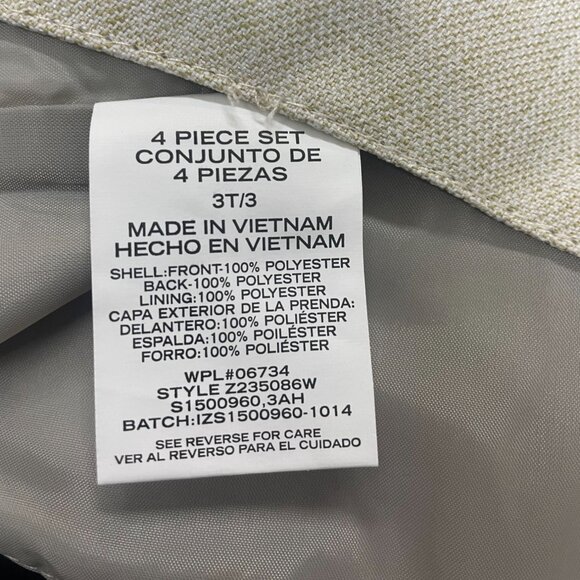 4 PIECE SET
CONJUNTO DE
4 PIEZAS
3T/3
MADE IN VIETNAM
HECHO EN VIETNAM
SHELL:FRONT-100% POLYESTER
BACK-100% POLYESTER
LINING:100% POLYESTER
CAPA EXTERIOR DE LA PRENDA:
DELANTERO:100% POLIÉSTER
ESPALDA:100% POILÉSTER
FORRO:100% POLIÉSTER
WPL#06734
STYLE Z235086W
S1500960,3AH
BATCH:IZS1500960-1014
SEE REVERSE FOR CARE
VER AL REVERSO PARA EL CUIDADO